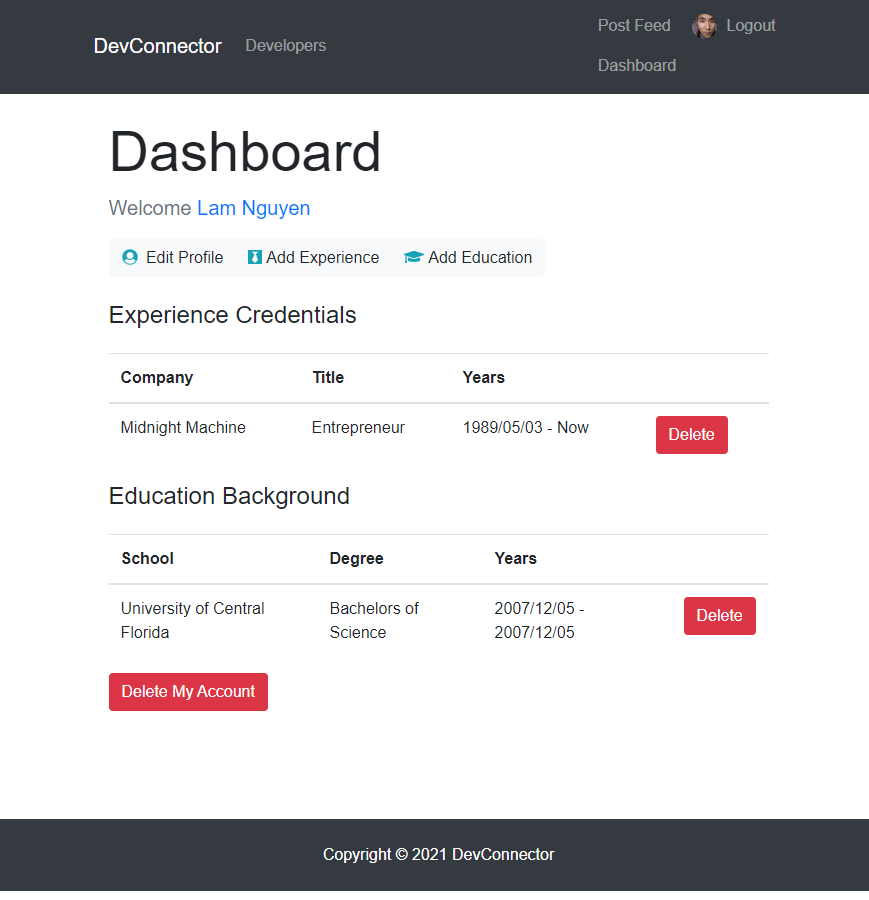 DevConnector Developers Post Feed Logout
Dashboard
Dashboard
Welcome Lam Nguyen
Edit Profile Add Experience Add Education
Experience Credentials
Company Title Years
Midnight Machine Entrepreneur 1989/05/03 - Now Delete
Education Background
School Degree Years
University of Central Bachelors of 2007/12/05 - Delete
Florida Science 2007/12/05
Delete My Account
Copyright © 2021 DevConnector